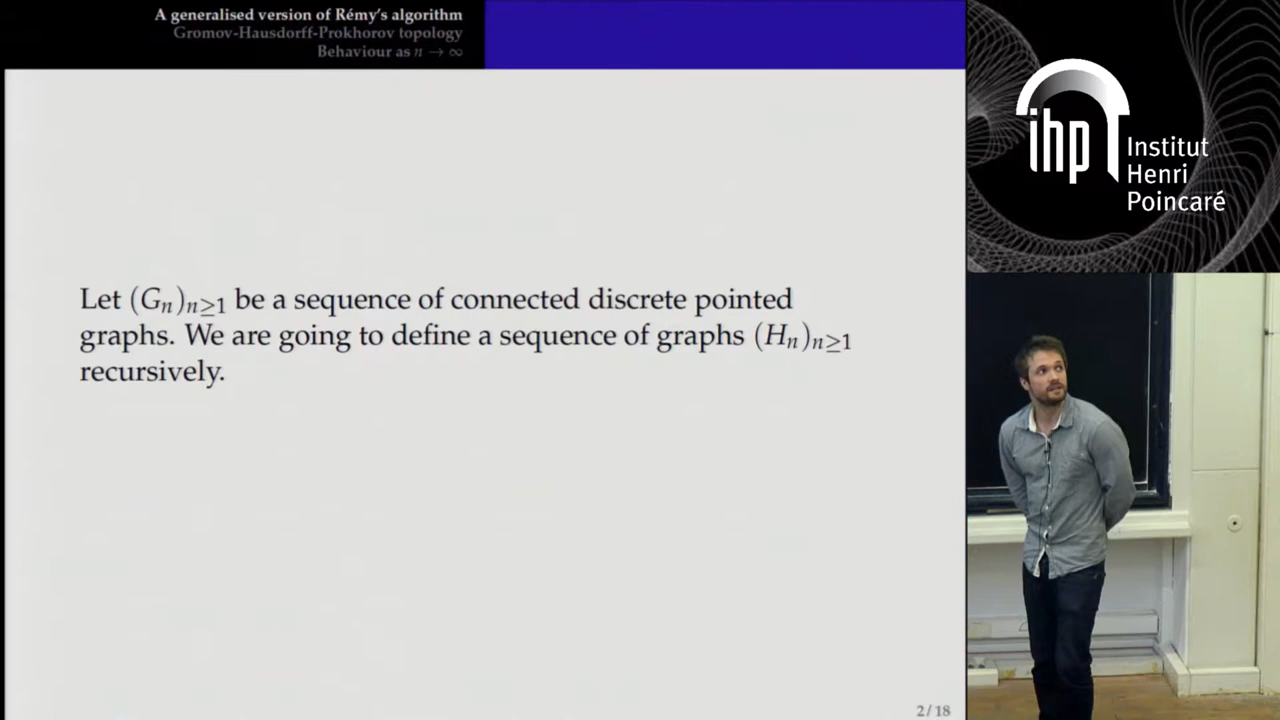 A generalised version of Rémy's algorithm
Gromov-Hausdorff-Prokhorov topology
Behaviour as n → ∞
Let (Gₙ)ₙ≥₁ be a sequence of connected discrete pointed
graphs. We are going to define a sequence of graphs (Hₙ)ₙ≥₁
recursively.
2/18
ihp
Institut
Henri
Poincaré